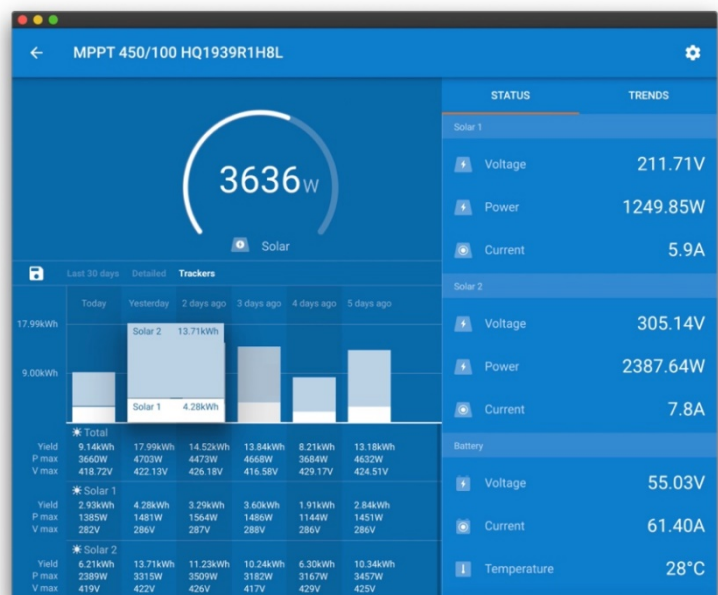 MPPT 450/100 HQ1939R1H8L
3636W
Solar
Last 30 days Detailed Trackers
Today Yesterday 2 days ago 3 days ago 4 days ago 5 days ago
17.99kWh
9.00kWh
Solar 2 13.71kWh
Solar 1 4.28kWh
Total
Yield 9.14kWh 17.99kWh 14.52kWh 13.84kWh 8.21kWh 13.18kWh
P max 3660W 4703W 4473W 4668W 3684W 4632W
V max 418.72V 422.13V 426.18V 416.58V 429.17V 424.51V
Solar 1
Yield 2.93kWh 4.28kWh 3.29kWh 3.60kWh 1.91kWh 2.84kWh
P max 1385W 1481W 1564W 1486W 1144W 1451W
V max 282V 286V 287V 288V 286V 286V
Solar 2
Yield 6.21kWh 13.71kWh 11.23kWh 10.24kWh 6.30kWh 10.34kWh
P max 2389W 3315W 3509W 3182W 3167W 3457W
V max 419V 422V 426V 417V 429V 425V
STATUS TRENDS
Solar 1
Voltage 211.71V
Power 1249.85W
Current 5.9A
Solar 2
Voltage 305.14V
Power 2387.64W
Current 7.8A
Battery
Voltage 55.03V
Current 61.40A
Temperature 28°C